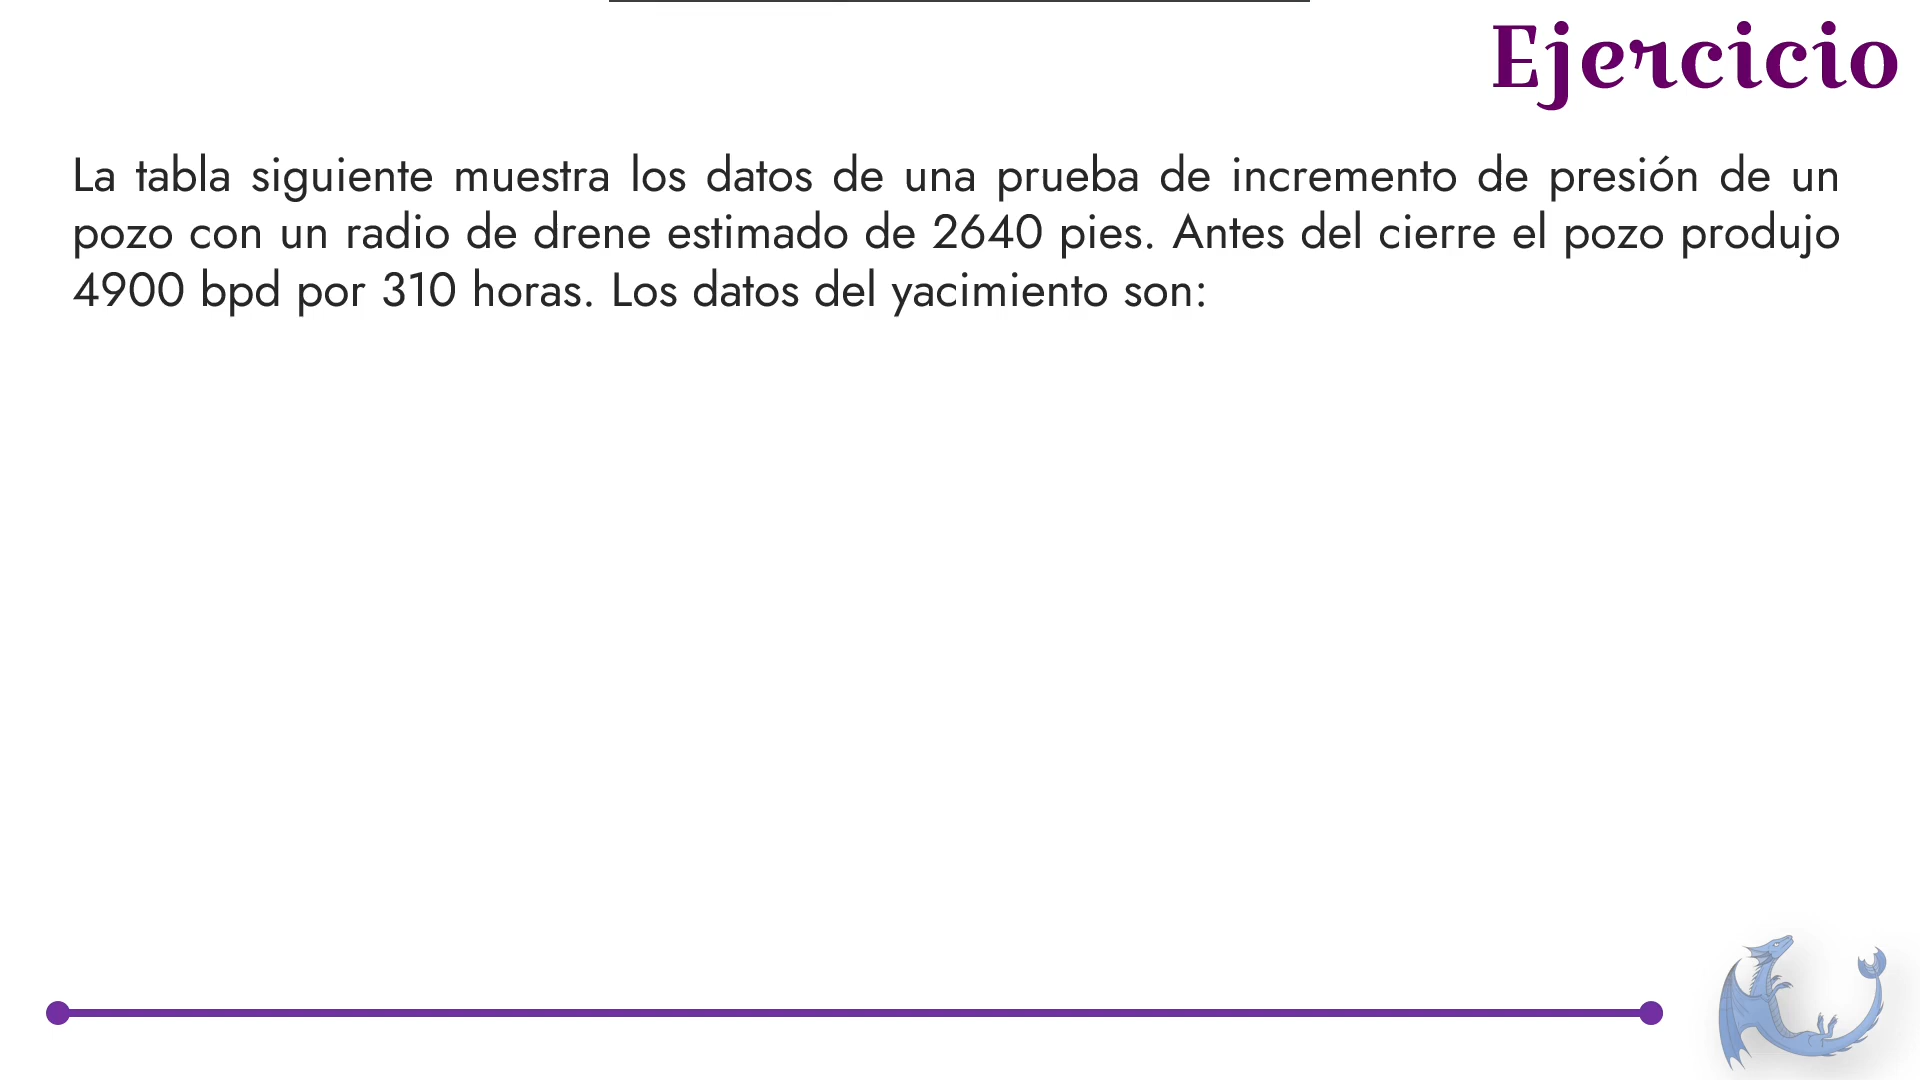 Ejercicio
La tabla siguiente muestra los datos de una prueba de incremento de presión de un
pozo con un radio de drene estimado de 2640 pies. Antes del cierre el pozo produjo
4900 bpd por 310 horas. Los datos del yacimiento son: